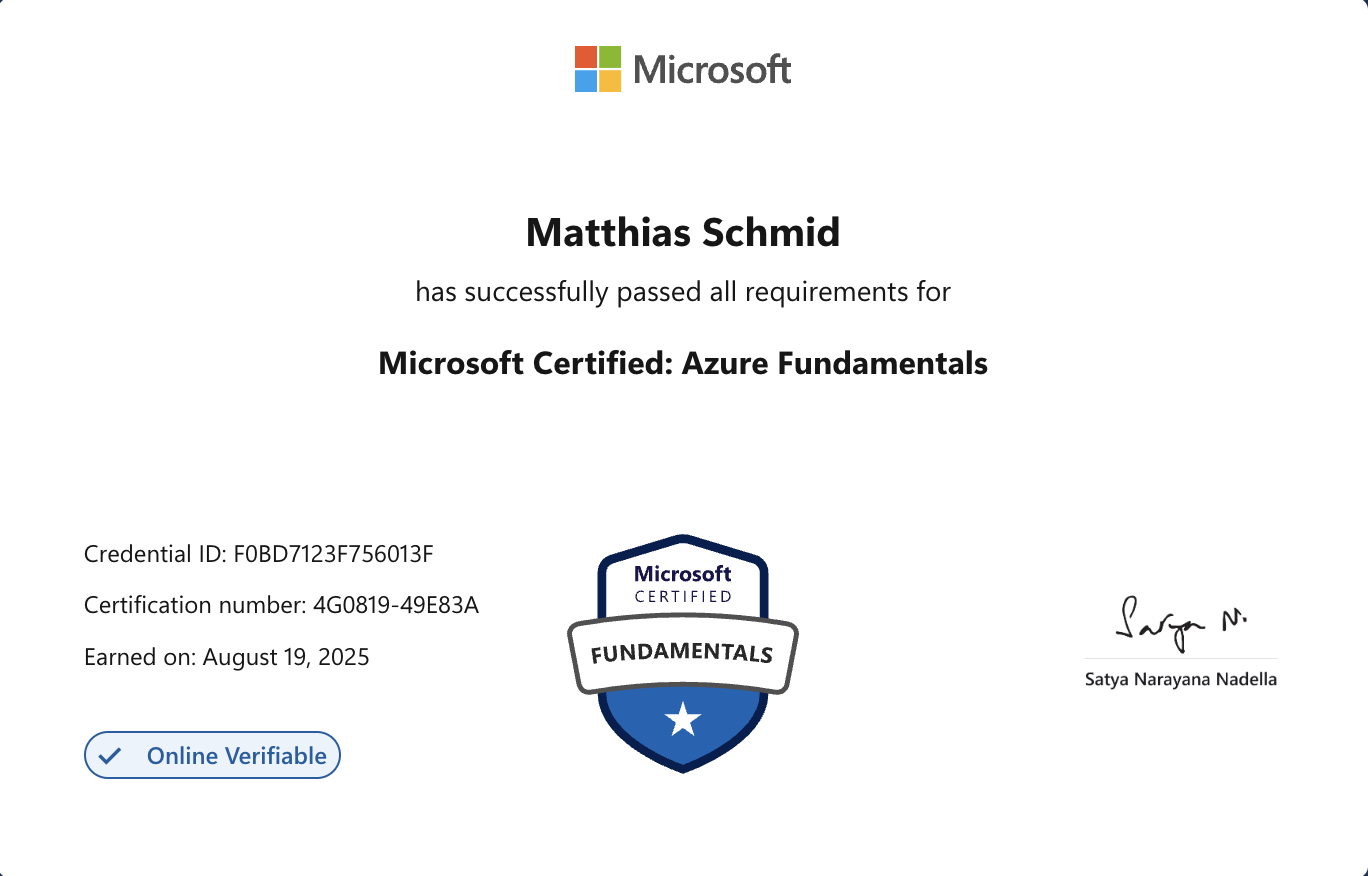 Microsoft
Matthias Schmid
has successfully passed all requirements for
Microsoft Certified: Azure Fundamentals
Credential ID: F0BD7123F756013F
Certification number: 4G0819-49E83A
Earned on: August 19, 2025
Online Verifiable
Microsoft
CERTIFIED
FUNDAMENTALS
Satya N.
Satya Narayana Nadella